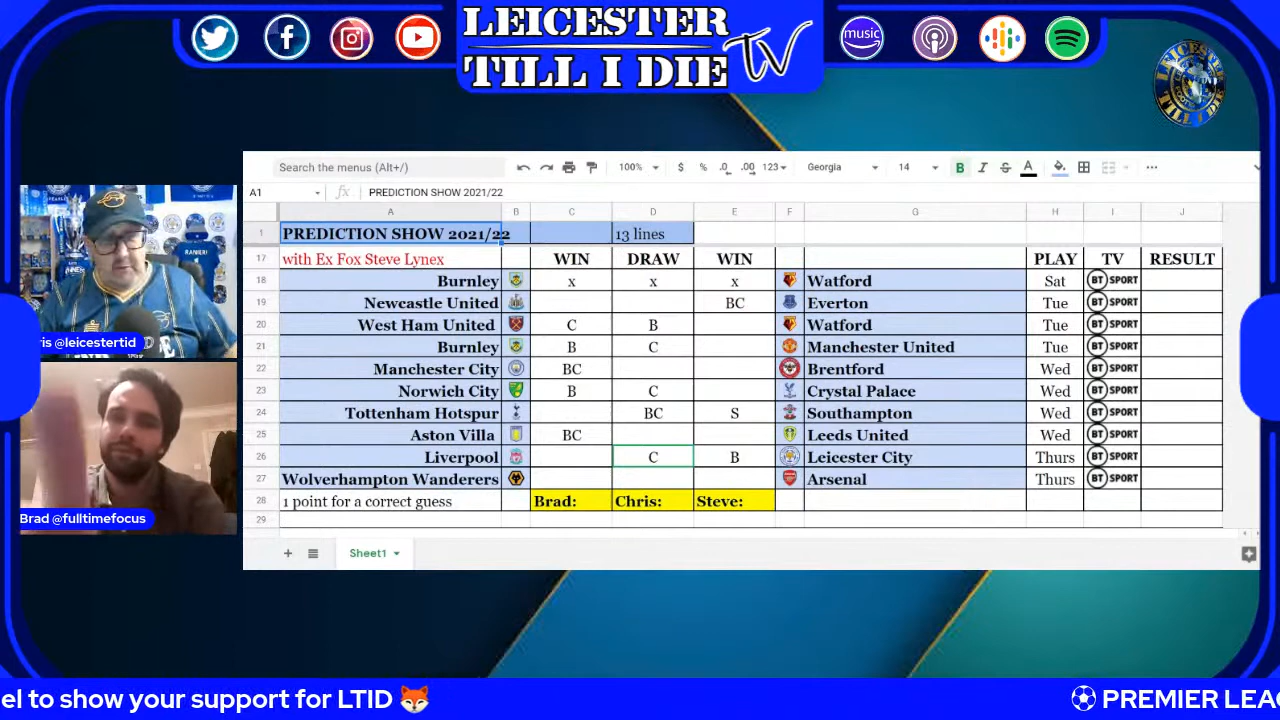 LEICESTER
TILL I DIE TV
music
LEICESTER
TILL I DIE
Search the menus (Alt+/)
100% $ % .0 .00 123 Georgia 14 B I S A
A1 fx PREDICTION SHOW 2021/22
A B C D E F G H I J
1 PREDICTION SHOW 2021/22 13 lines
17 with Ex Fox Steve Lynex WIN DRAW WIN PLAY TV RESULT
18 Burnley x x x Watford Sat BT SPORT
19 Newcastle United BC Everton Tue BT SPORT
20 West Ham United C B Watford Tue BT SPORT
21 Burnley B C Manchester United Tue BT SPORT
22 Manchester City BC Brentford Wed BT SPORT
23 Norwich City B C Crystal Palace Wed BT SPORT
24 Tottenham Hotspur BC S Southampton Wed BT SPORT
25 Aston Villa BC Leeds United Wed BT SPORT
26 Liverpool C B Leicester City Thurs BT SPORT
27 Wolverhampton Wanderers Arsenal Thurs BT SPORT
28 1 point for a correct guess Brad: Chris: Steve:
29
+ Sheet1
RANIERI
ris @leicestertid
Brad @fulltimefocus
el to show your support for LTID 🦊
⚽ PREMIER LEA